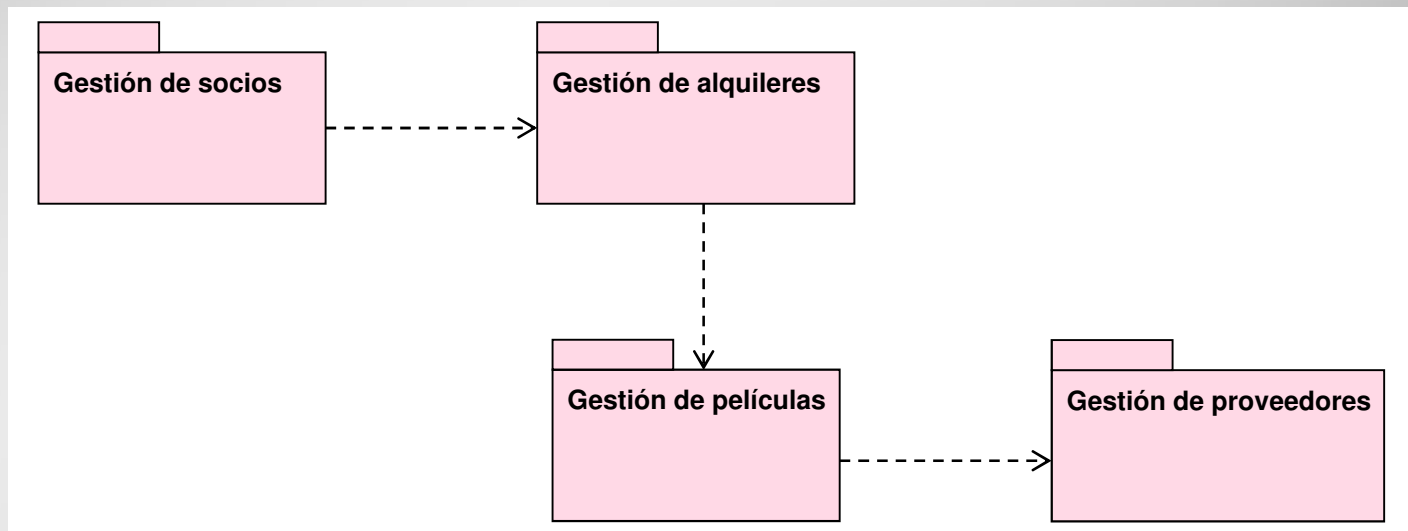 Gestión de socios
Gestión de alquileres
Gestión de películas
Gestión de proveedores